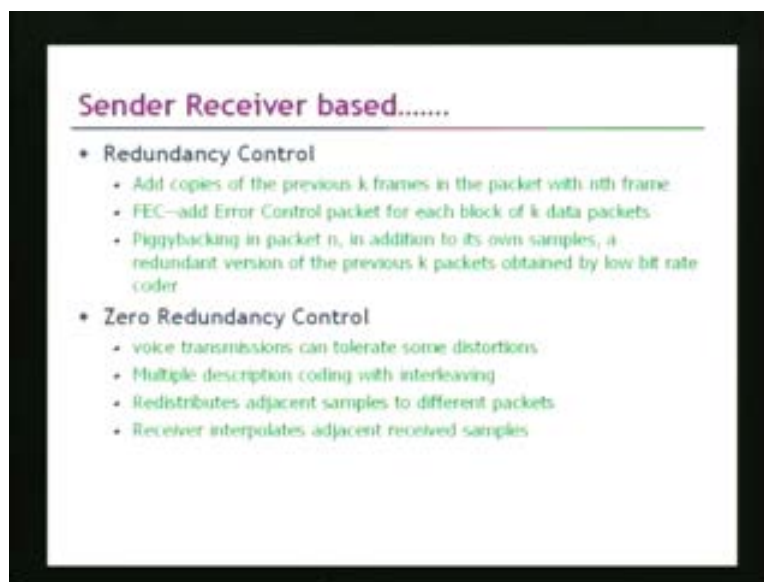 Sender Receiver based.......
• Redundancy Control
• Add copies of the previous k frames in the packet with nth frame
• FEC—add Error Control packet for each block of k data packets
• Piggybacking in packet n, in addition to its own samples, a
redundant version of the previous k packets obtained by low bit rate
coder
• Zero Redundancy Control
• voice transmissions can tolerate some distortions
• Multiple description coding with interleaving
• Redistributes adjacent samples to different packets
• Receiver interpolates adjacent received samples